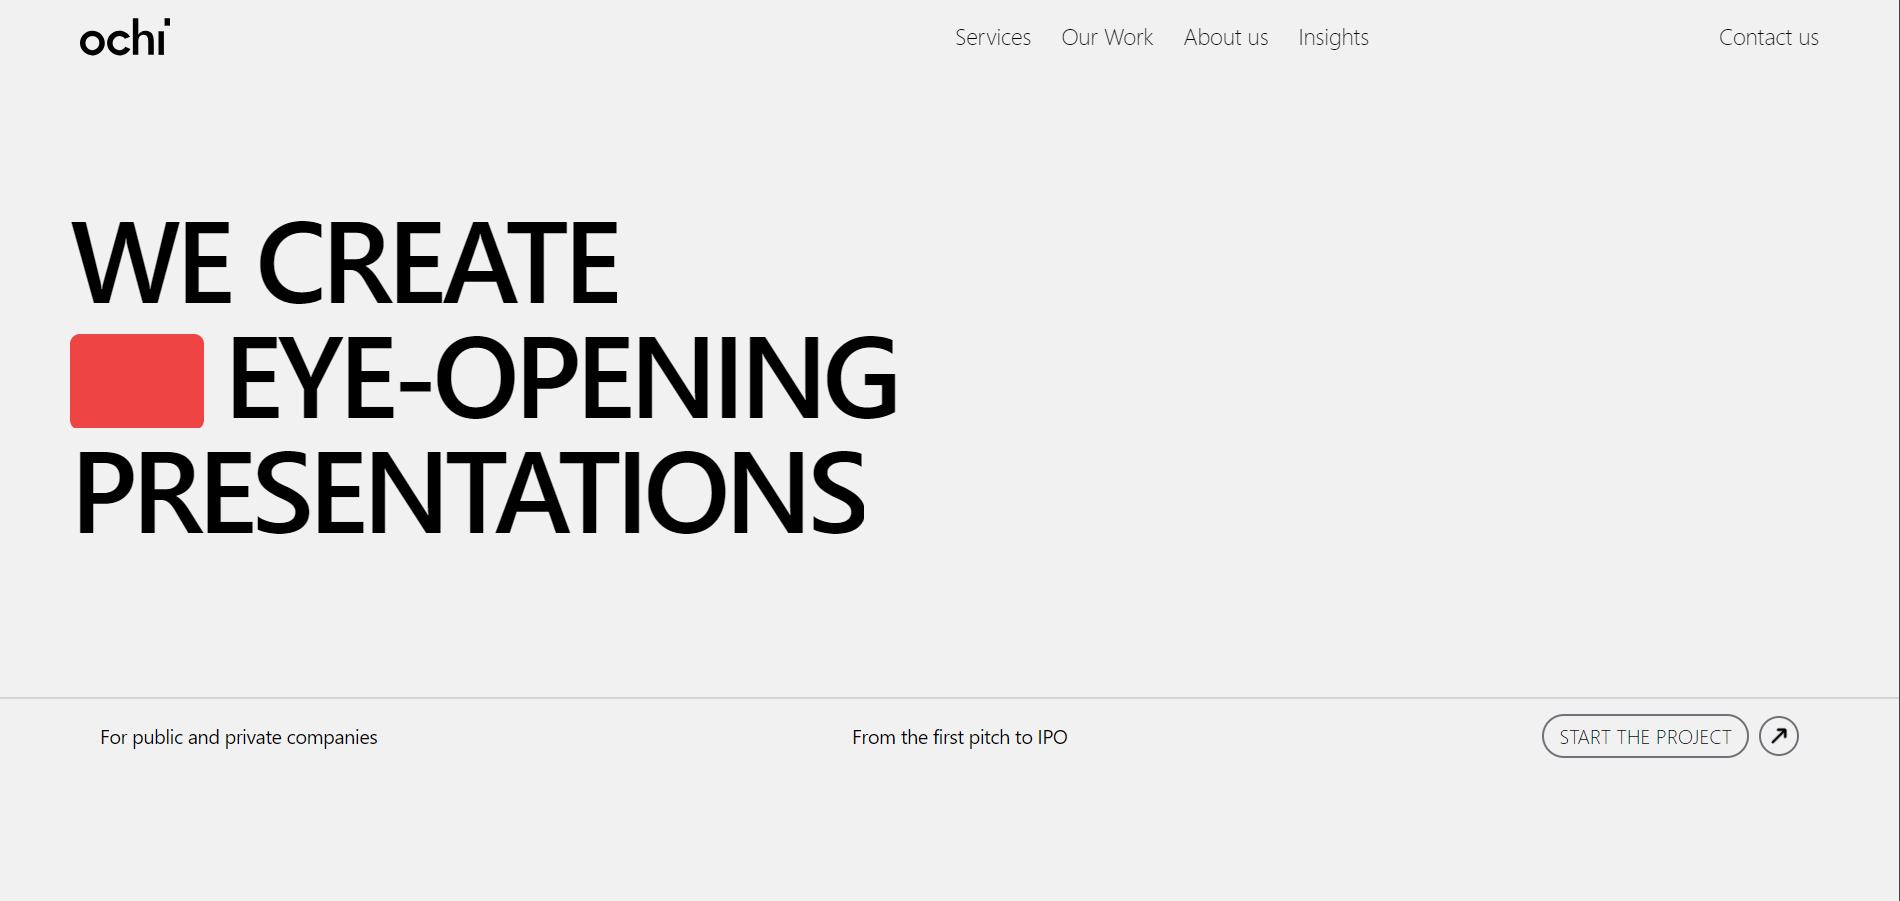 ochi
Services Our Work About us Insights Contact us
WE CREATE
EYE-OPENING
PRESENTATIONS
For public and private companies From the first pitch to IPO START THE PROJECT